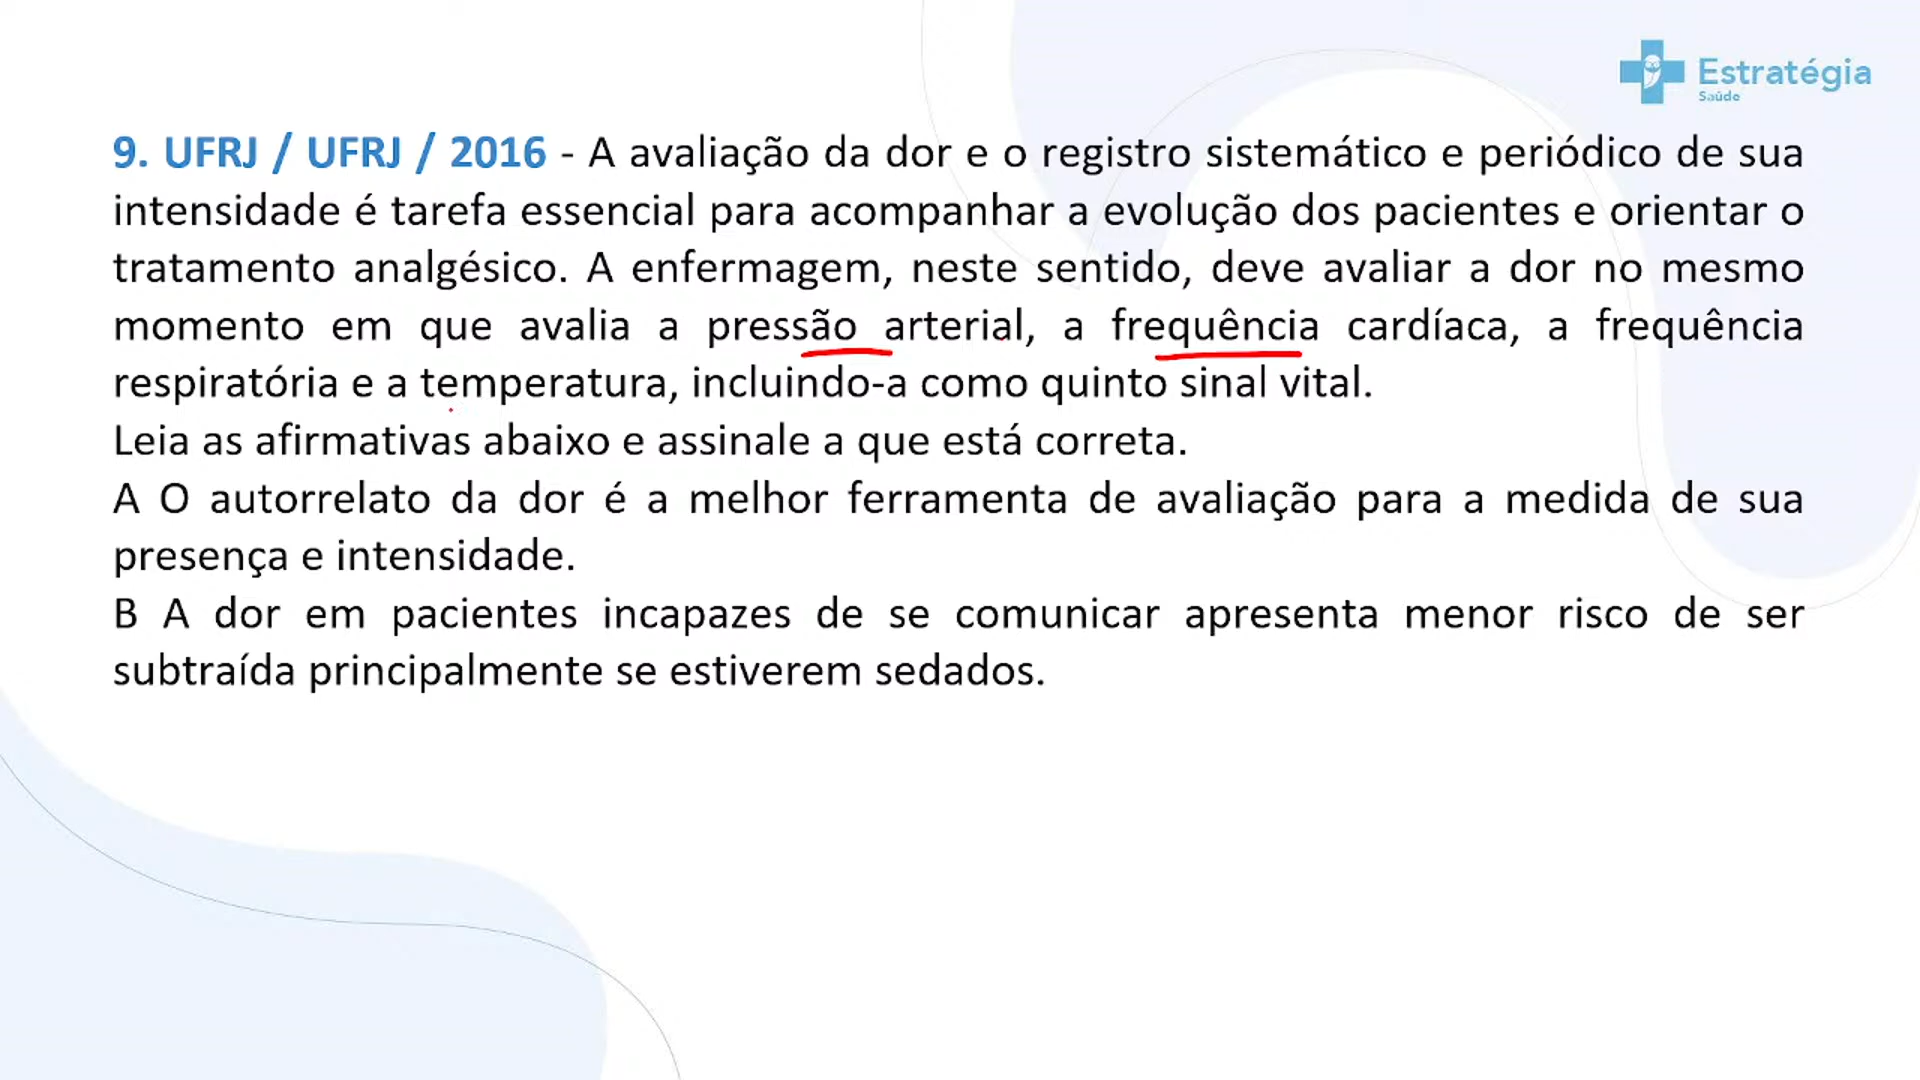 Estratégia
Saúde
9. UFRJ / UFRJ / 2016 - A avaliação da dor e o registro sistemático e periódico de sua
intensidade é tarefa essencial para acompanhar a evolução dos pacientes e orientar o
tratamento analgésico. A enfermagem, neste sentido, deve avaliar a dor no mesmo
momento em que avalia a pressão arterial, a frequência cardíaca, a frequência
respiratória e a temperatura, incluindo-a como quinto sinal vital.
Leia as afirmativas abaixo e assinale a que está correta.
A O autorrelato da dor é a melhor ferramenta de avaliação para a medida de sua
presença e intensidade.
B A dor em pacientes incapazes de se comunicar apresenta menor risco de ser
subtraída principalmente se estiverem sedados.